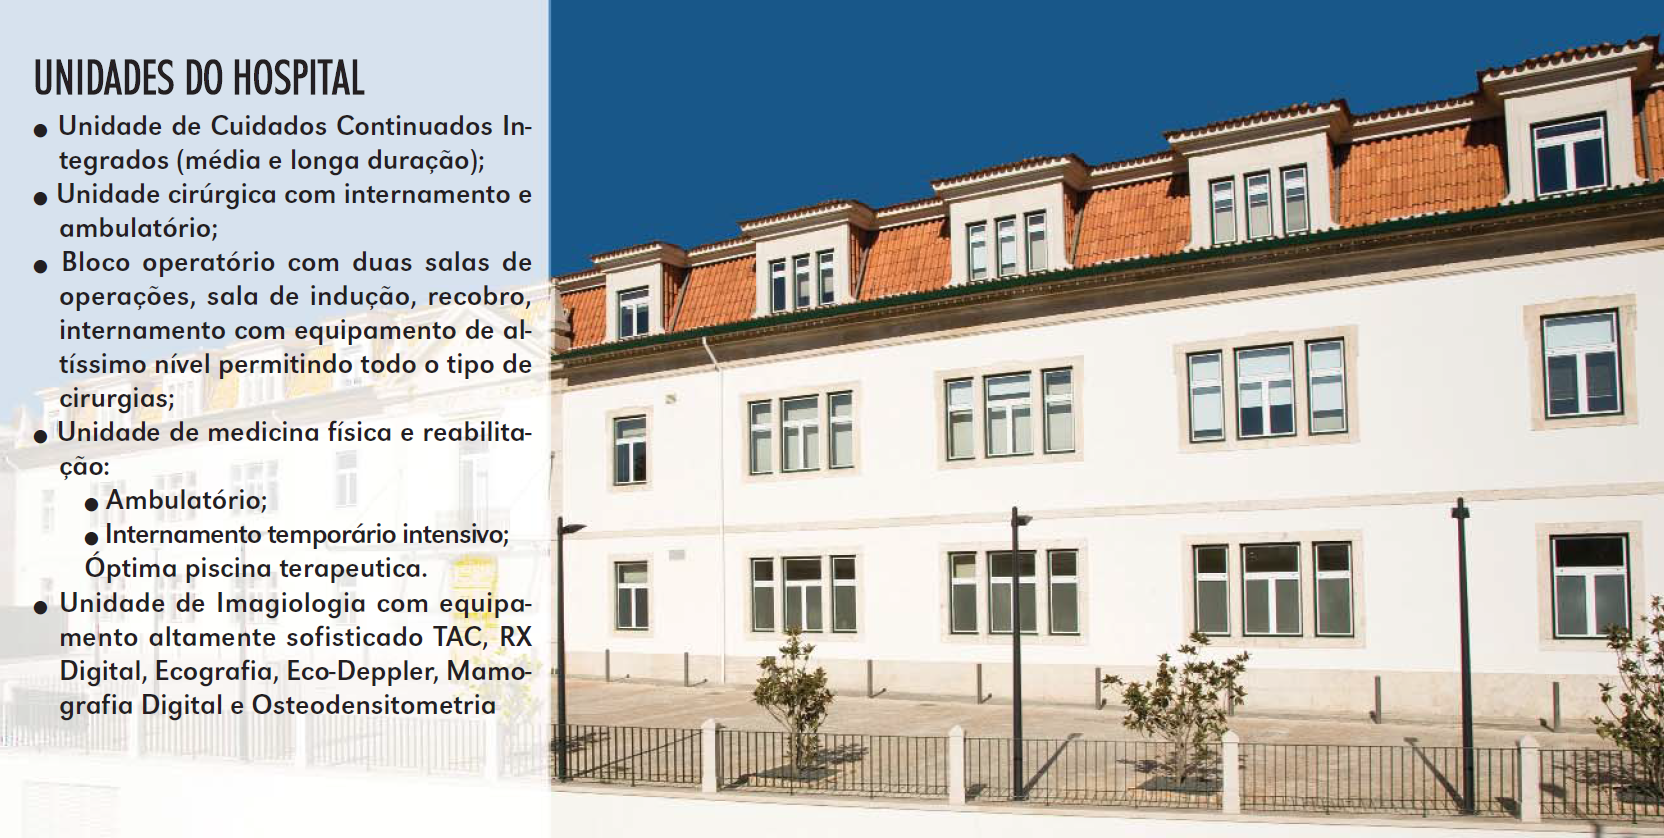 UNIDADES DO HOSPITAL
● Unidade de Cuidados Continuados In-
tegrados (média e longa duração);
● Unidade cirúrgica com internamento e
ambulatório;
● Bloco operatório com duas salas de
operações, sala de indução, recobro,
internamento com equipamento de al-
tíssimo nível permitindo todo o tipo de
cirurgias;
● Unidade de medicina física e reabilita-
ção:
● Ambulatório;
● Internamento temporário intensivo;
Óptima piscina terapeutica.
● Unidade de Imagiologia com equipa-
mento altamente sofisticado TAC, RX
Digital, Ecografia, Eco-Deppler, Mamo-
grafia Digital e Osteodensitometria